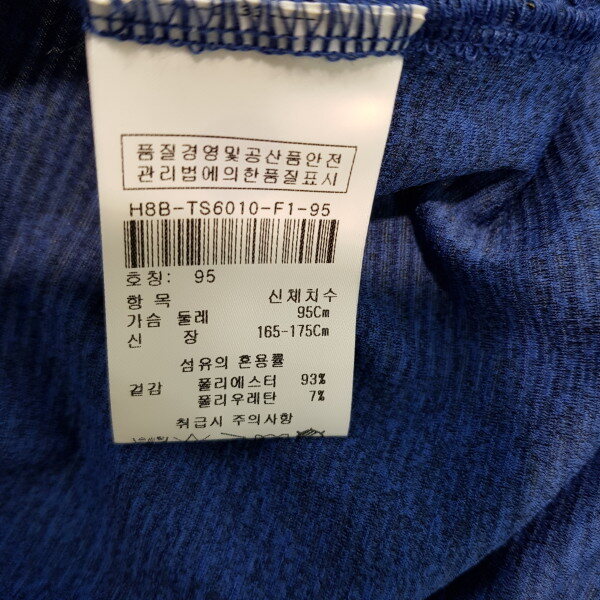 품질경영및공산품안전
관리법에의한품질표시
H8B-TS6010-F1-95
호칭: 95
항 목 신체치수
가슴 둘레 95Cm
신 장 165-175Cm
섬유의 혼용률
겉감 폴리에스터 93%
폴리우레탄 7%
취급시 주의사항